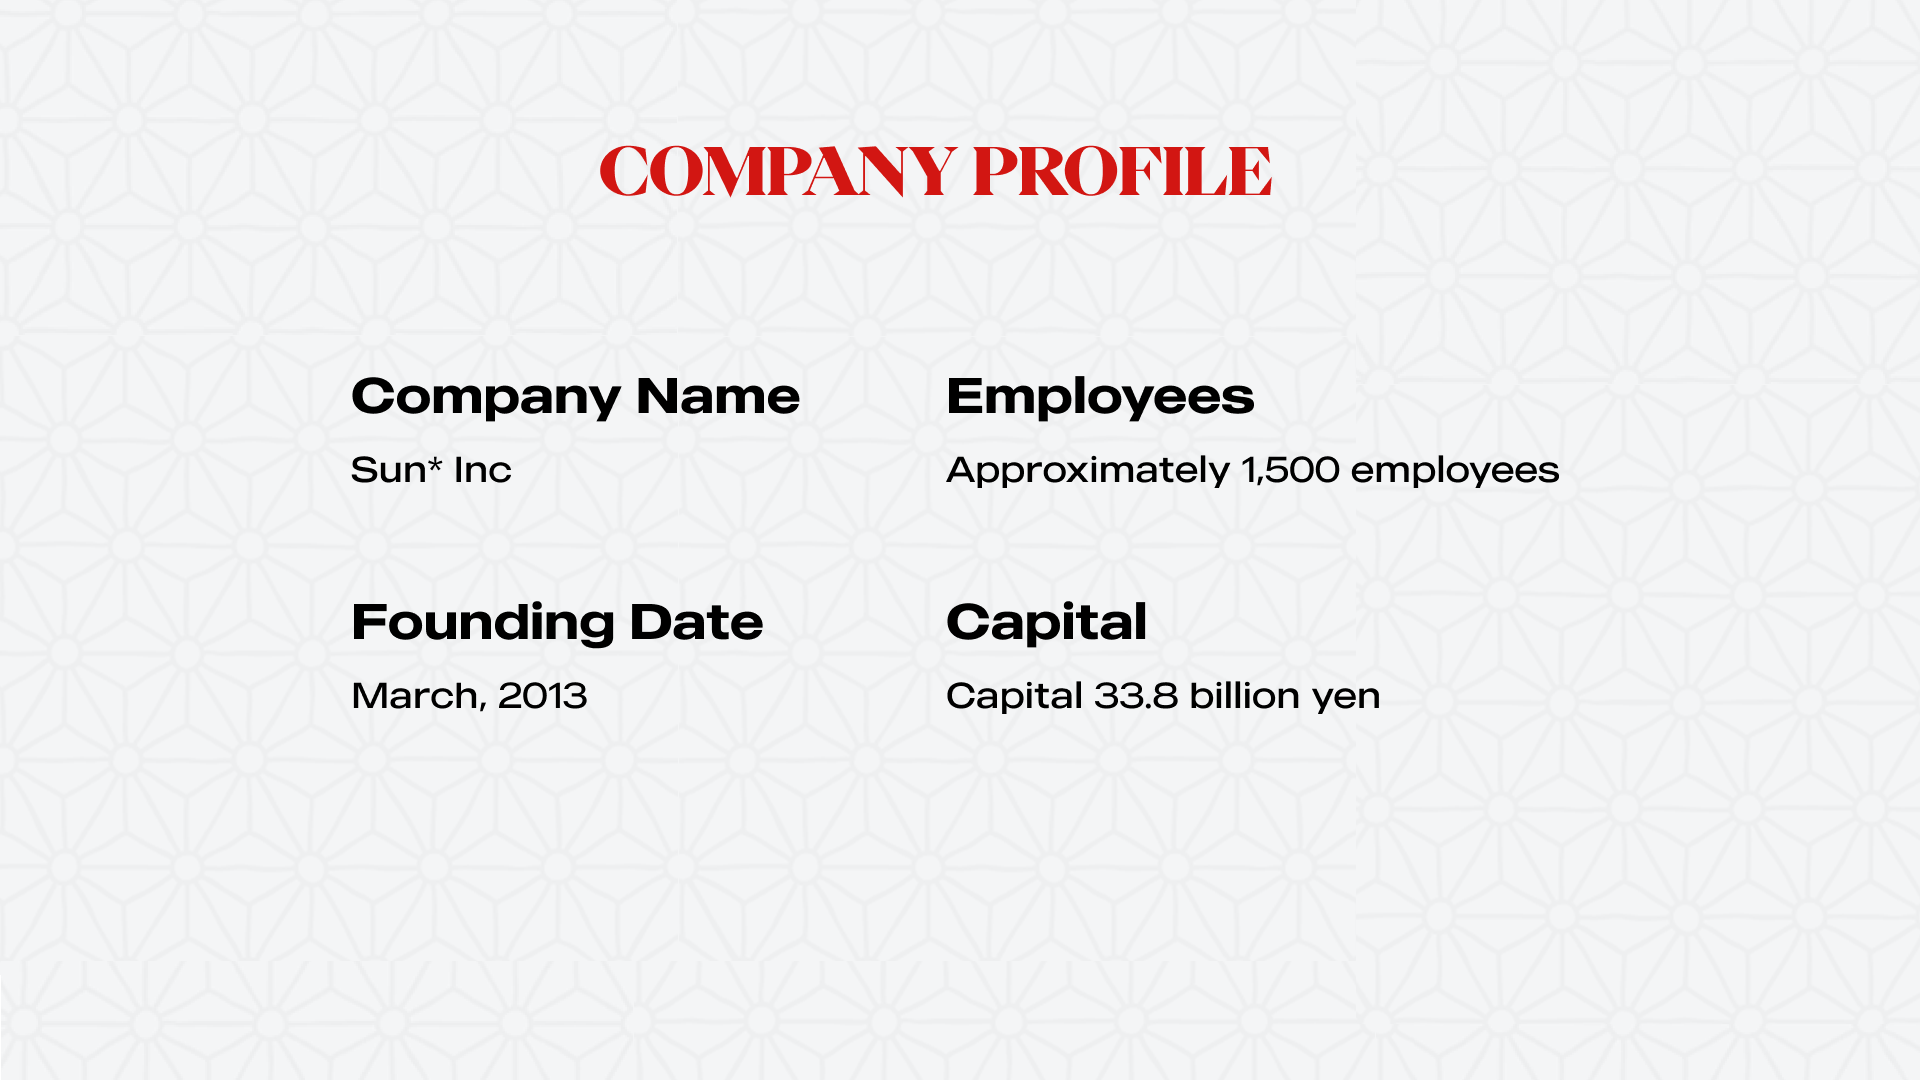 COMPANY PROFILE
Company Name
Sun* Inc
Employees
Approximately 1,500 employees
Founding Date
March, 2013
Capital
Capital 33.8 billion yen